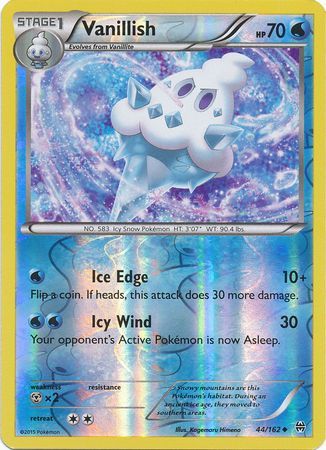 STAGE1
Vanillish
HP70
Evolves from Vanillite
NO. 583 Icy Snow Pokémon HT: 3'07" WT: 90.4 lbs.
Ice Edge 10+
Flip a coin. If heads, this attack does 30 more damage.
Icy Wind 30
Your opponent's Active Pokémon is now Asleep.
weakness
resistance
×2
retreat
Snowy mountains are this
Pokémon's habitat. During an
ancient ice age, they moved to
southern areas.
©2015 Pokémon
Illus. Kagemaru Himeno
44/162